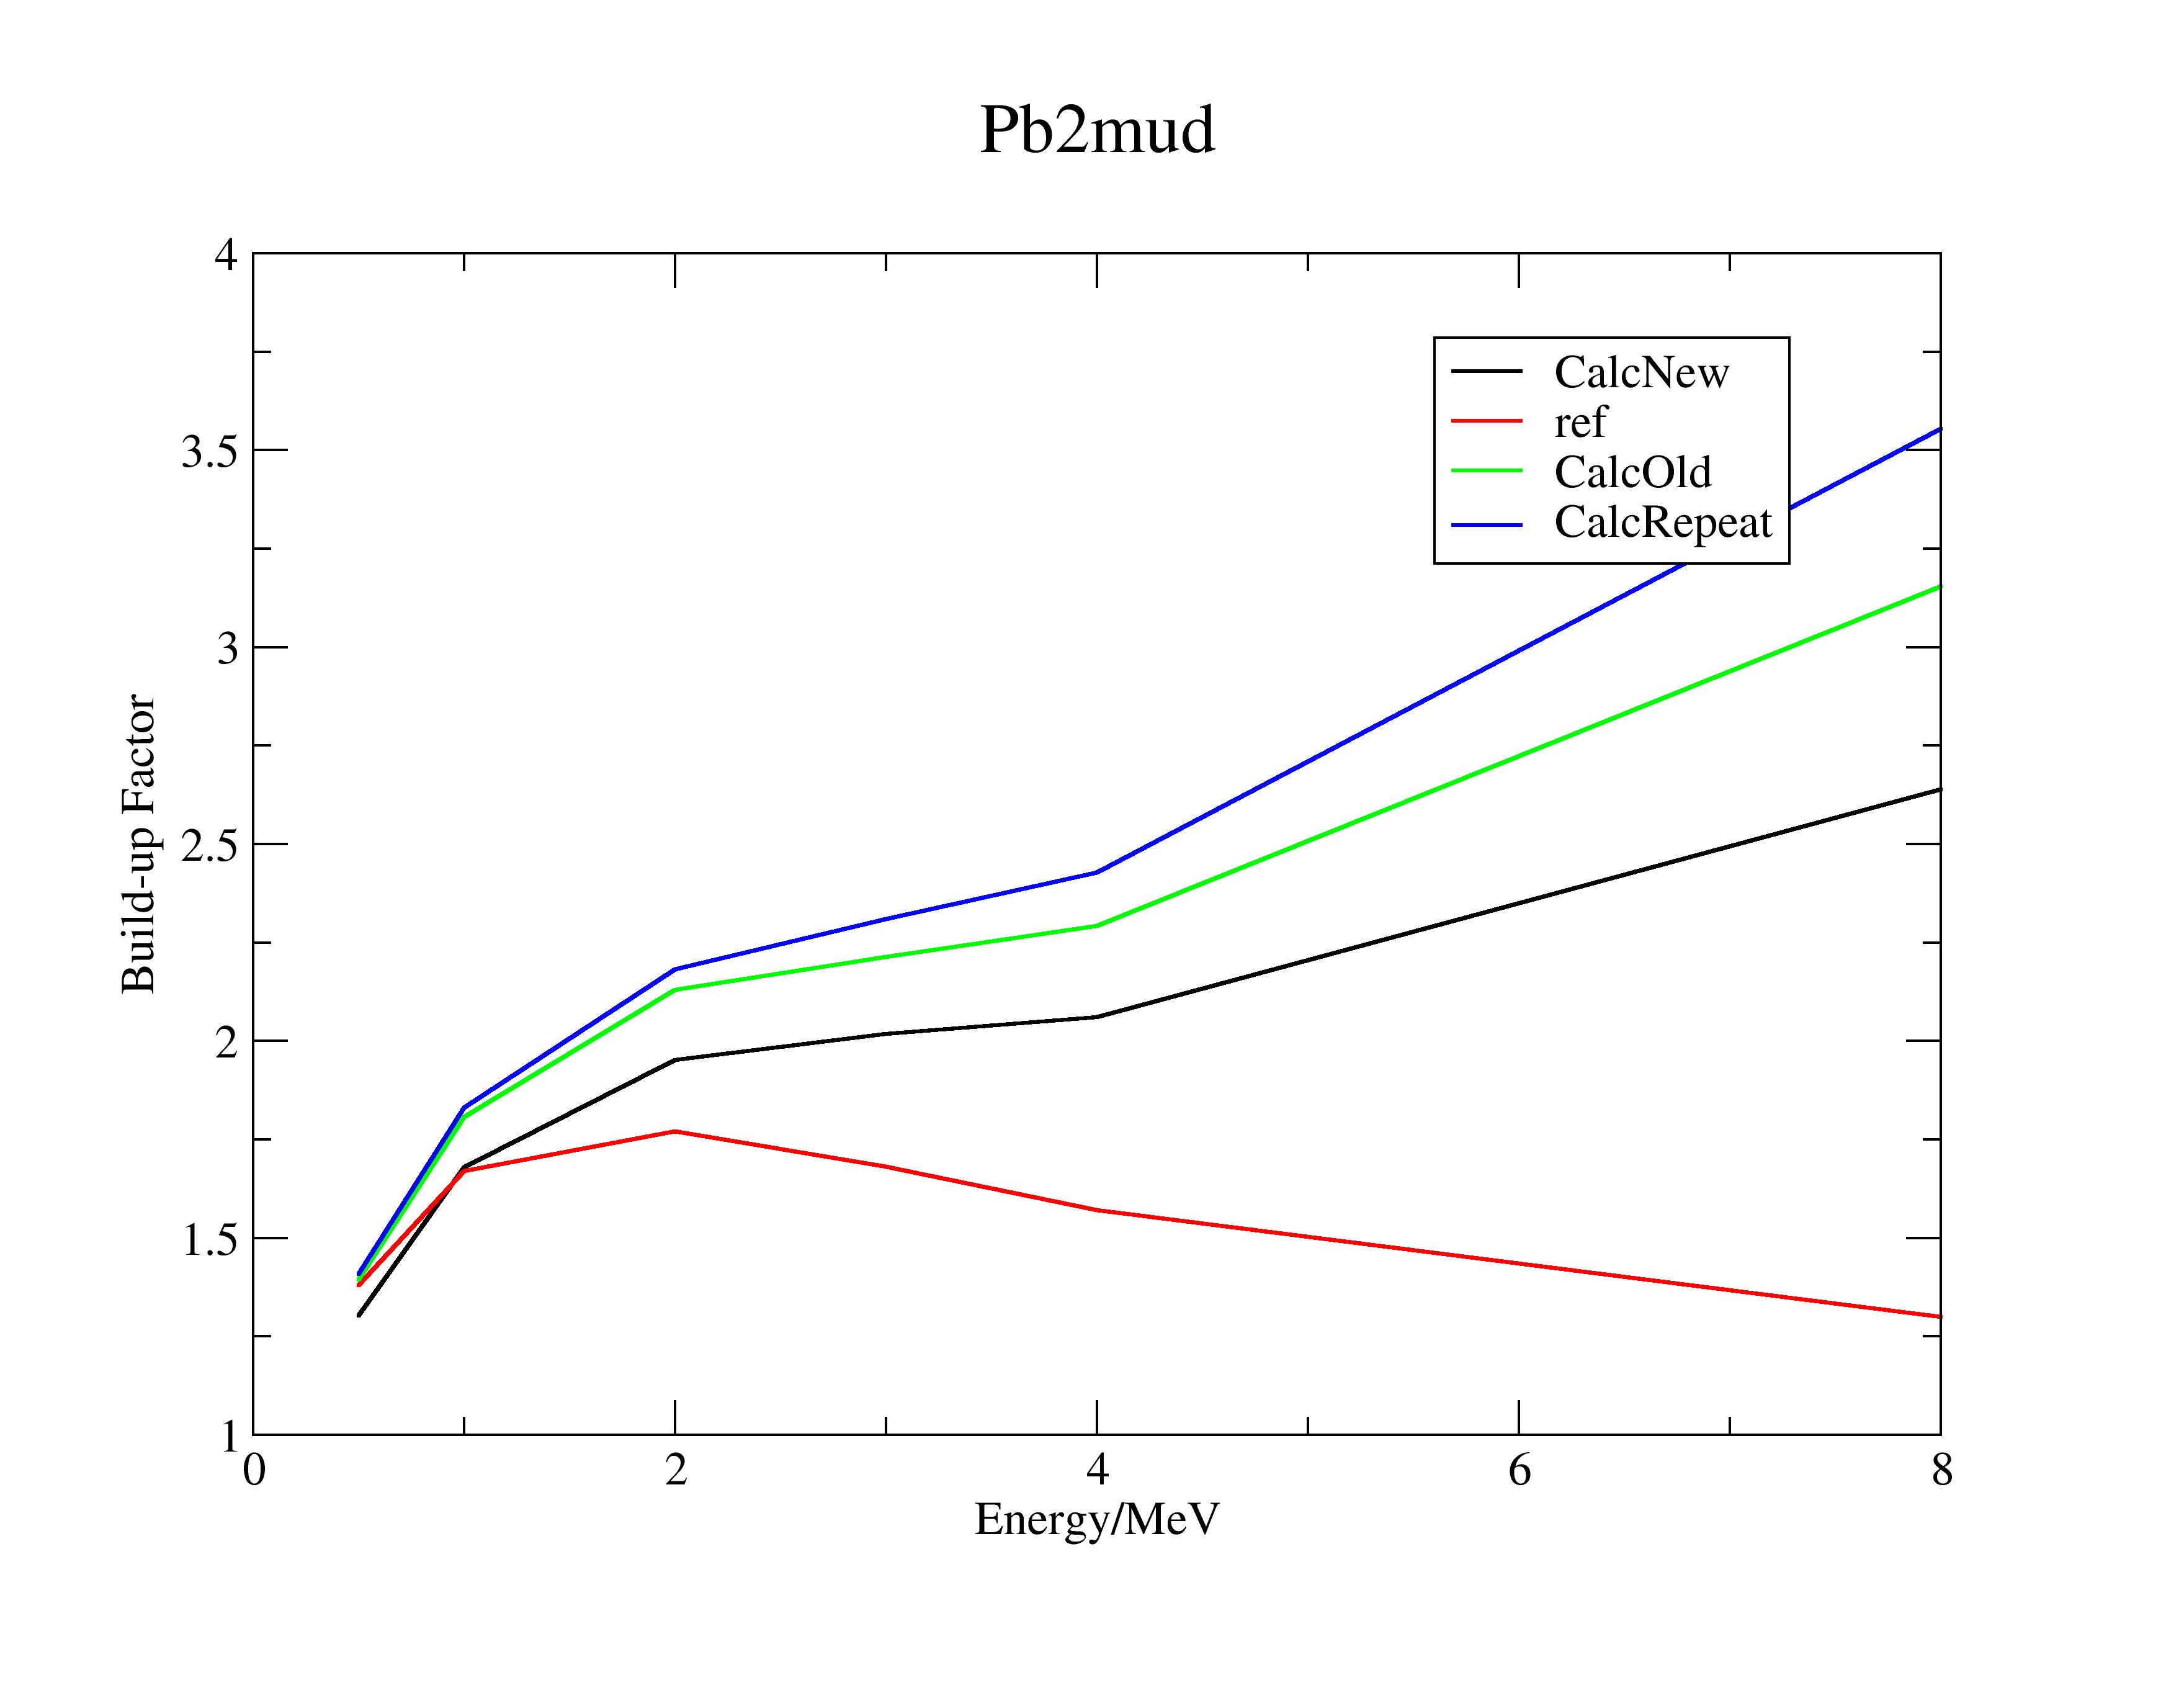 Pb2mud
4
3.5
3
2.5
2
1.5
1
Build-up Factor
CalcNew
ref
CalcOld
CalcRepeat
0 2 4 6 8
Energy/MeV